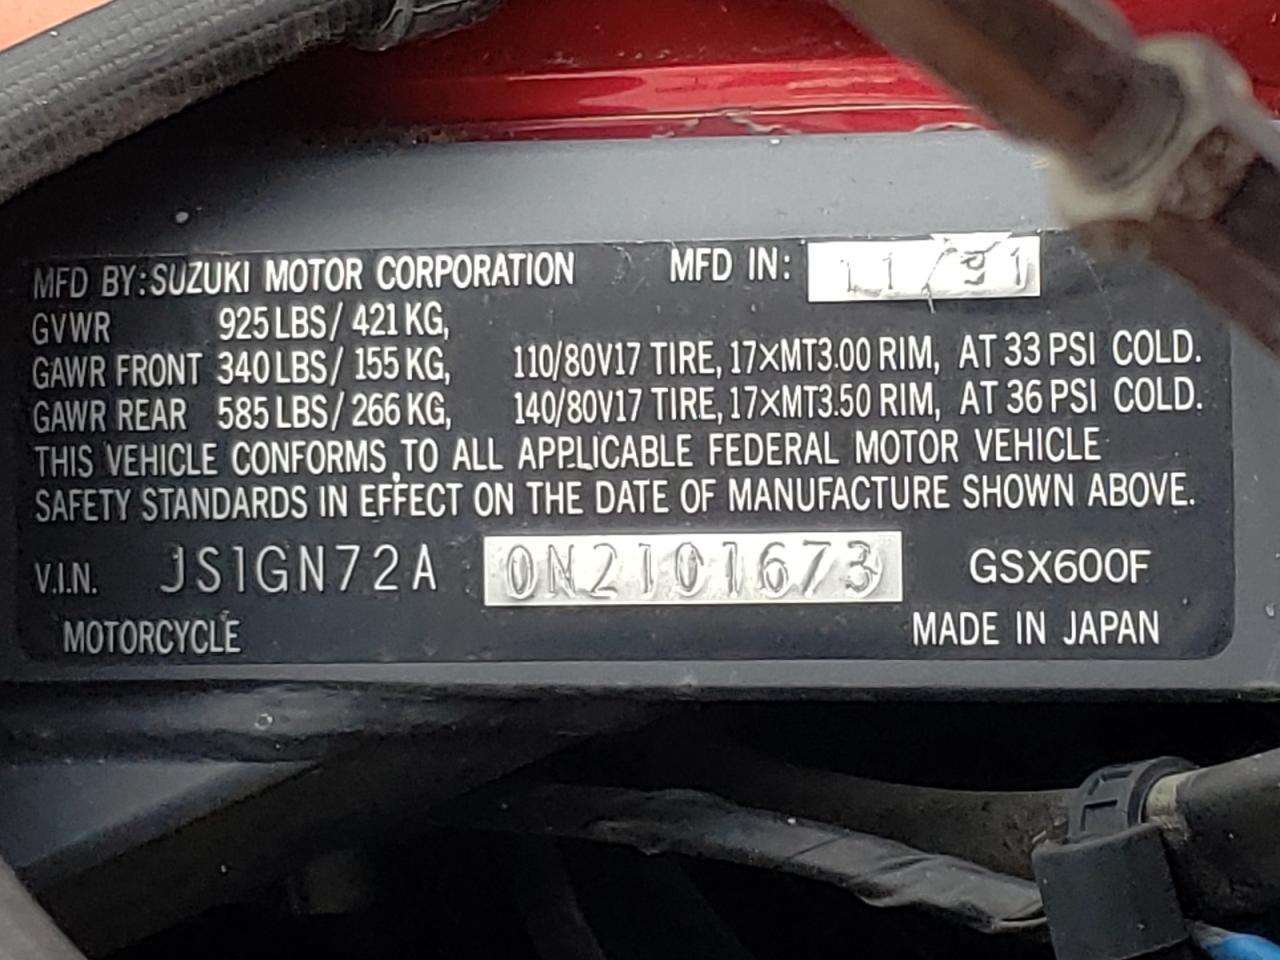 MFD BY: SUZUKI MOTOR CORPORATION MFD IN: 11/91
GVWR 925 LBS/ 421 KG,
GAWR FRONT 340 LBS/ 155 KG, 110/80V17 TIRE, 17×MT3.00 RIM, AT 33 PSI COLD.
GAWR REAR 585 LBS/ 266 KG, 140/80V17 TIRE, 17×MT3.50 RIM, AT 36 PSI COLD.
THIS VEHICLE CONFORMS TO ALL APPLICABLE FEDERAL MOTOR VEHICLE
SAFETY STANDARDS IN EFFECT ON THE DATE OF MANUFACTURE SHOWN ABOVE.
V.I.N. JS1GN72A 0N2101673 GSX600F
MOTORCYCLE MADE IN JAPAN